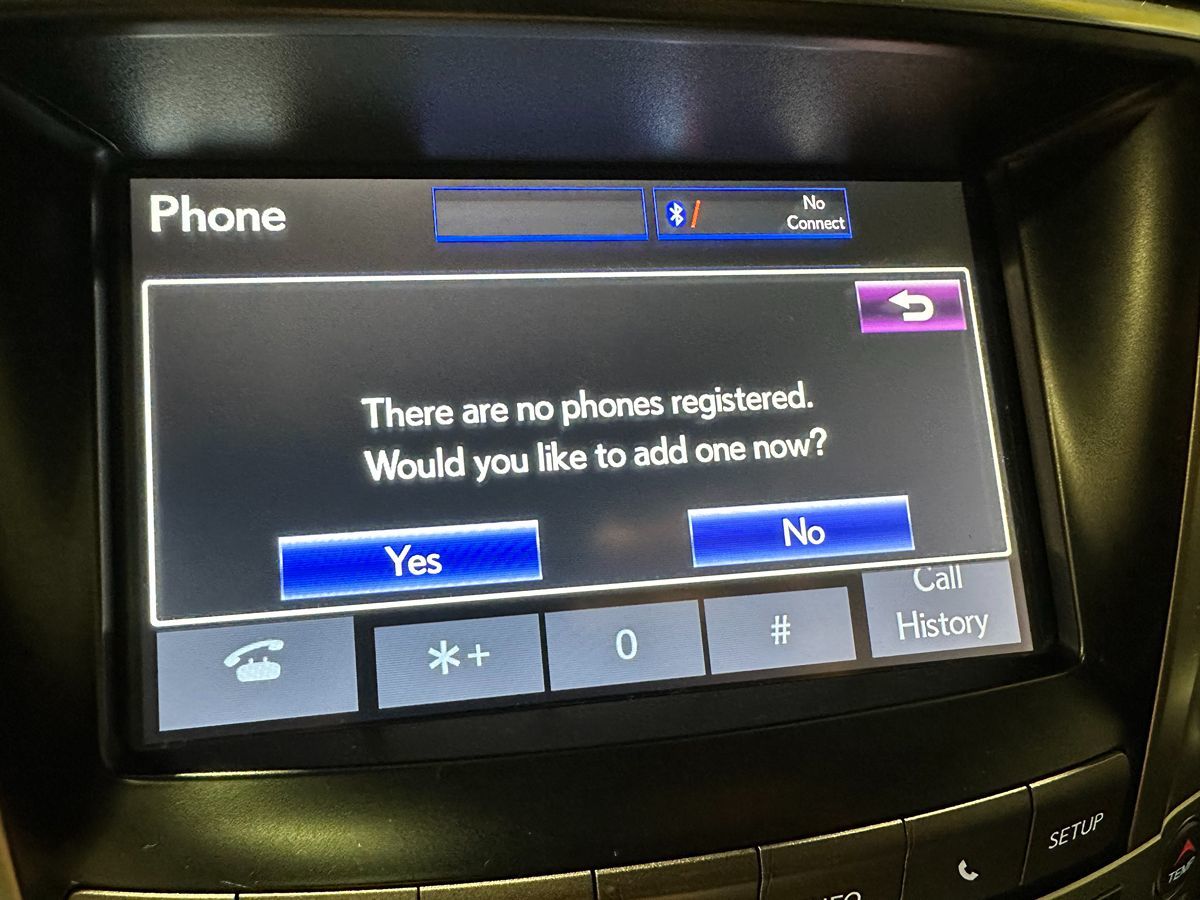 Phone
No
Connect
There are no phones registered.
Would you like to add one now?
Yes
No
Call
History
*+
0
#
SETUP